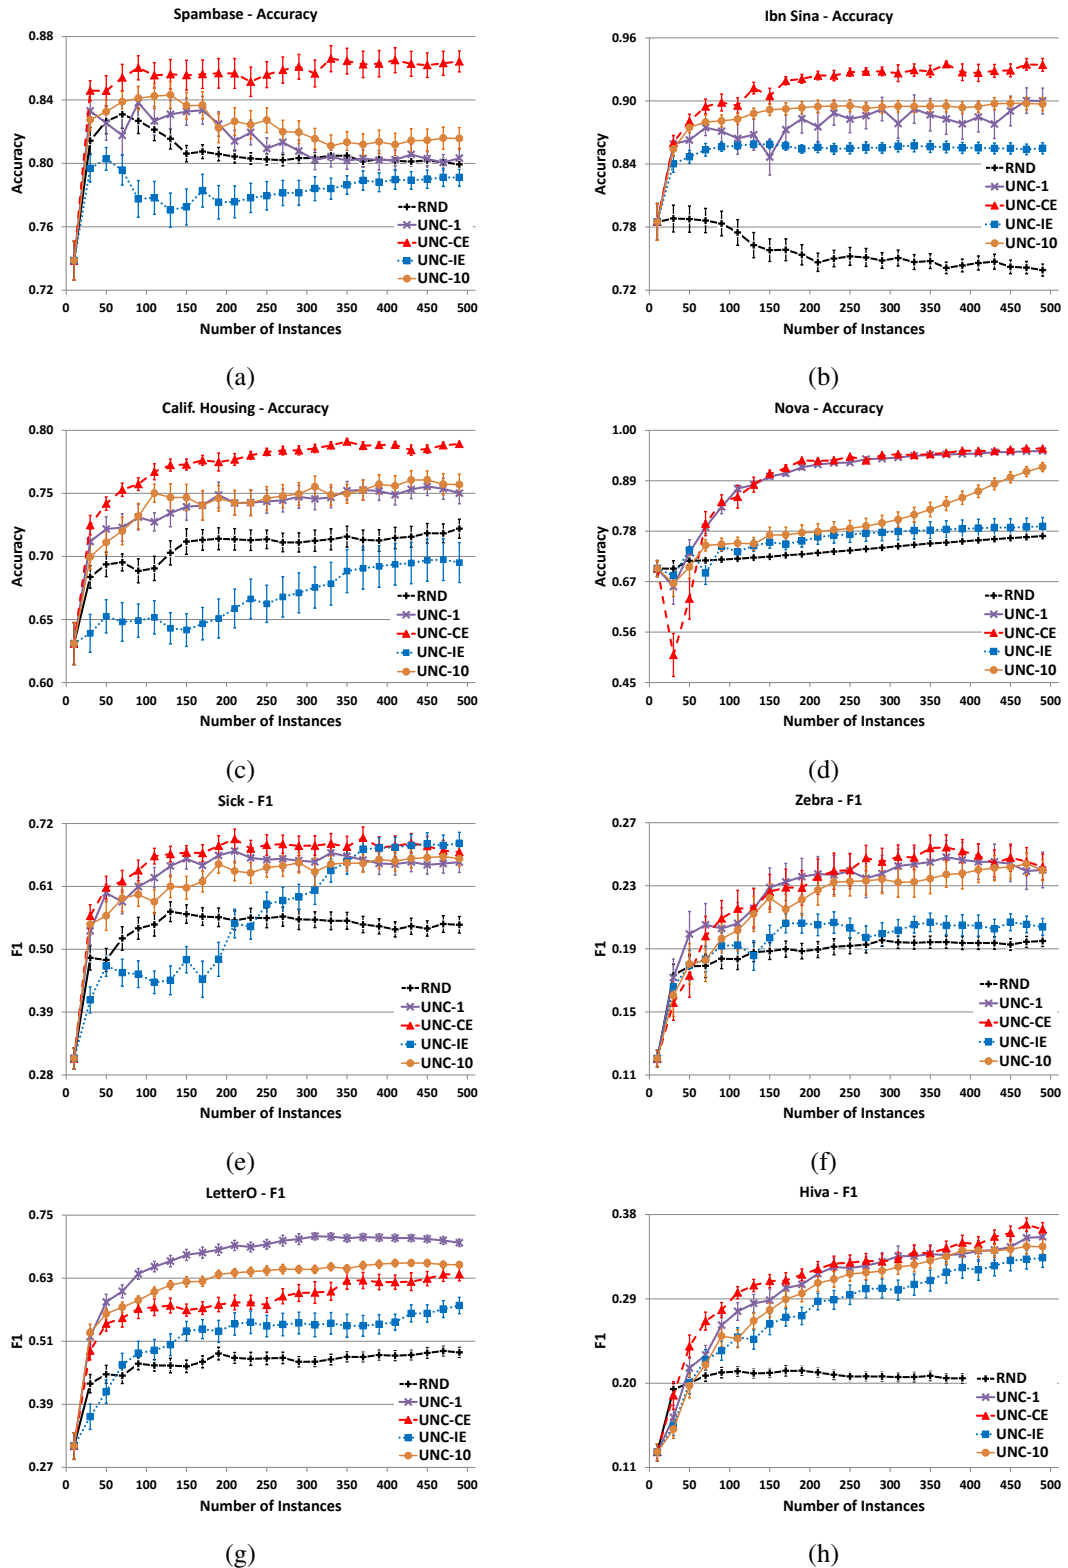 Spambase - Accuracy
0.88
0.84
0.80
0.76
0.72
Accuracy
0 50 100 150 200 250 300 350 400 450 500
Number of Instances
RND
UNC-1
UNC-CE
UNC-IE
UNC-10
(a)
Ibn Sina - Accuracy
0.96
0.90
0.84
0.78
0.72
Accuracy
0 50 100 150 200 250 300 350 400 450 500
Number of Instances
RND
UNC-1
UNC-CE
UNC-IE
UNC-10
(b)
Calif. Housing - Accuracy
0.80
0.75
0.70
0.65
0.60
Accuracy
0 50 100 150 200 250 300 350 400 450 500
Number of Instances
RND
UNC-1
UNC-CE
UNC-IE
UNC-10
(c)
Nova - Accuracy
1.00
0.89
0.78
0.67
0.56
0.45
Accuracy
0 50 100 150 200 250 300 350 400 450 500
Number of Instances
RND
UNC-1
UNC-CE
UNC-IE
UNC-10
(d)
Sick - F1
0.72
0.61
0.50
0.39
0.28
F1
0 50 100 150 200 250 300 350 400 450 500
Number of Instances
RND
UNC-1
UNC-CE
UNC-IE
UNC-10
(e)
Zebra - F1
0.27
0.23
0.19
0.15
0.11
F1
0 50 100 150 200 250 300 350 400 450 500
Number of Instances
RND
UNC-1
UNC-CE
UNC-IE
UNC-10
(f)
LetterO - F1
0.75
0.63
0.51
0.39
0.27
F1
0 50 100 150 200 250 300 350 400 450 500
Number of Instances
RND
UNC-1
UNC-CE
UNC-IE
UNC-10
(g)
Hiva - F1
0.38
0.29
0.20
0.11
F1
0 50 100 150 200 250 300 350 400 450 500
Number of Instances
RND
UNC-1
UNC-CE
UNC-IE
UNC-10
(h)